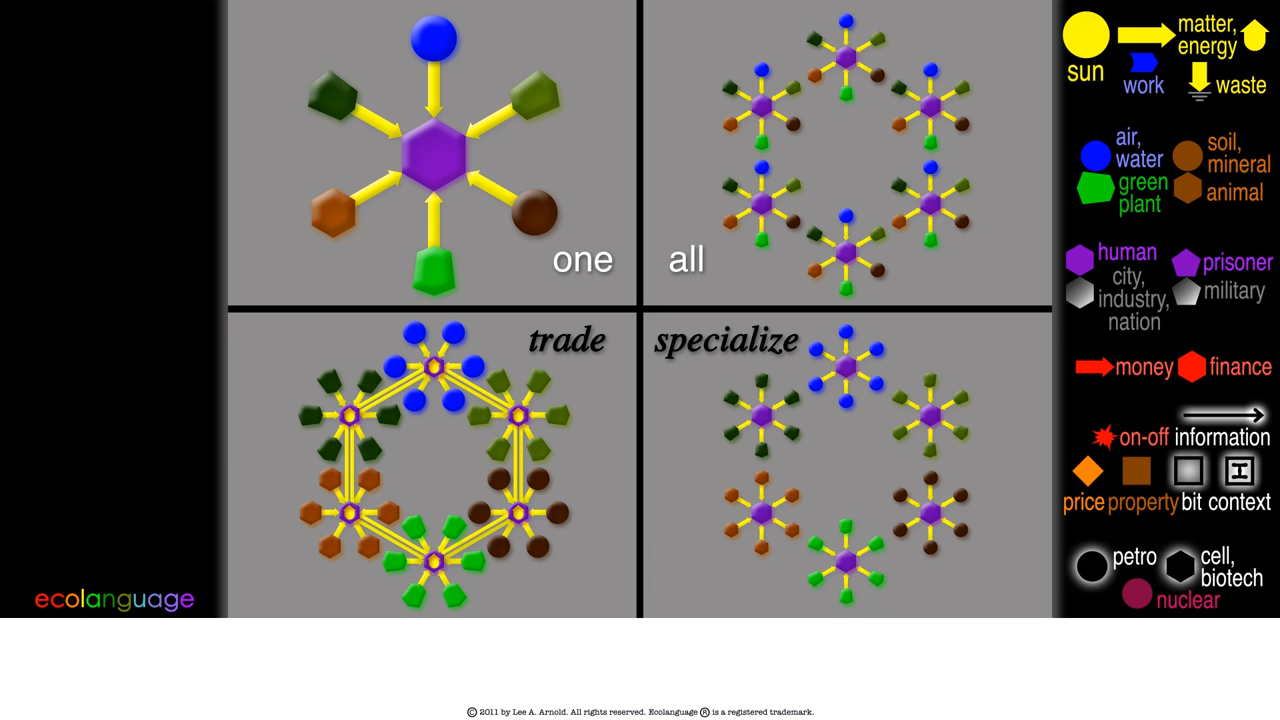 one
all
trade
specialize
ecolanguage
sun
matter,
energy
work
waste
air,
water
soil,
mineral
green
plant
animal
human
prisoner
city,
industry,
nation
military
money
finance
on-off
information
price
property
bit
context
petro
cell,
biotech
nuclear
© 2011 by Lee A. Arnold. All rights reserved. Ecolanguage ® is a registered trademark.